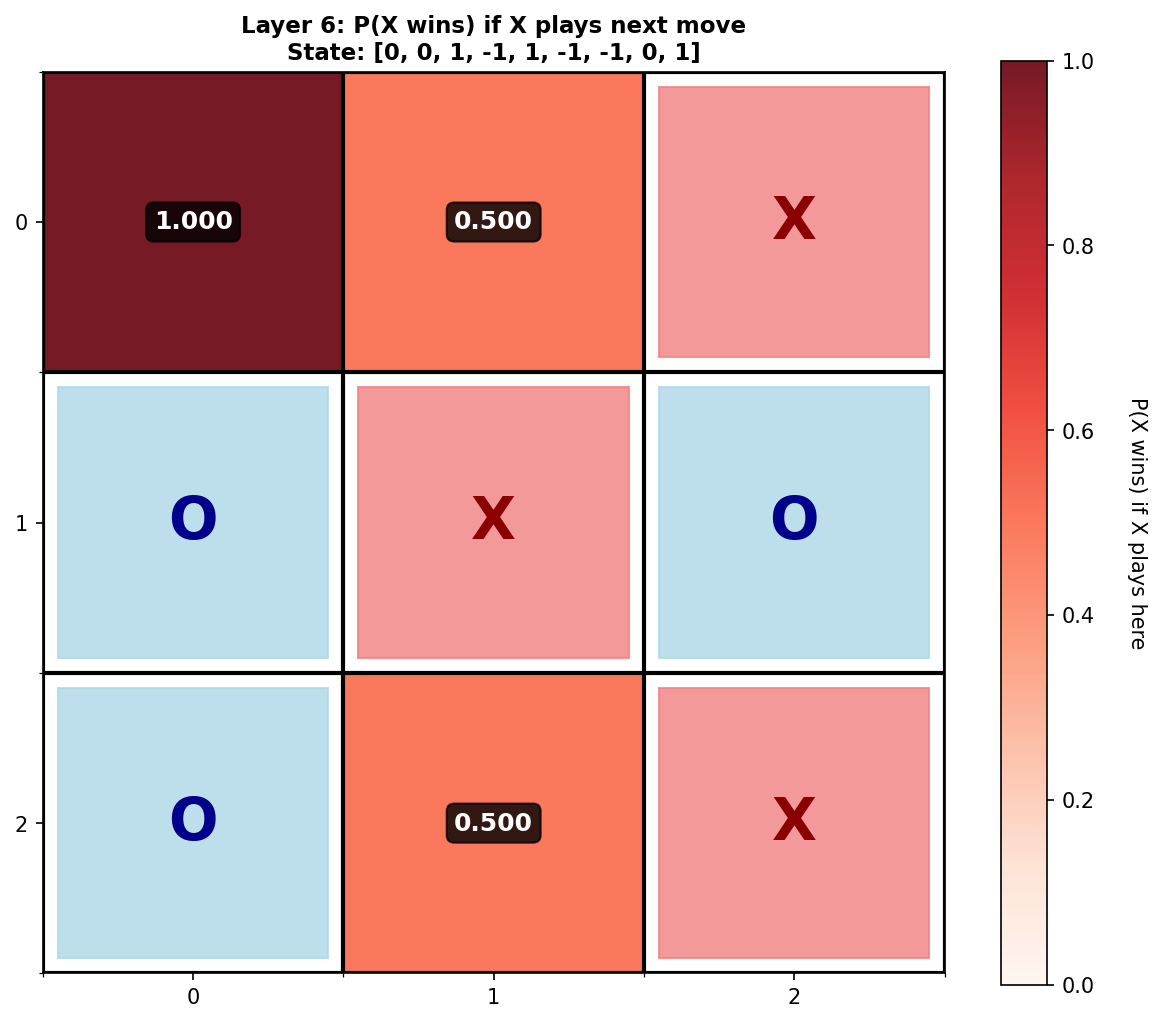 Layer 6: P(X wins) if X plays next move
State: [0, 0, 1, -1, 1, -1, -1, 0, 1]
1.000
0.500
X
O
X
O
O
0.500
X
0
1
2
0
1
2
1.0
0.8
0.6
0.4
0.2
0.0
P(X wins) if X plays here